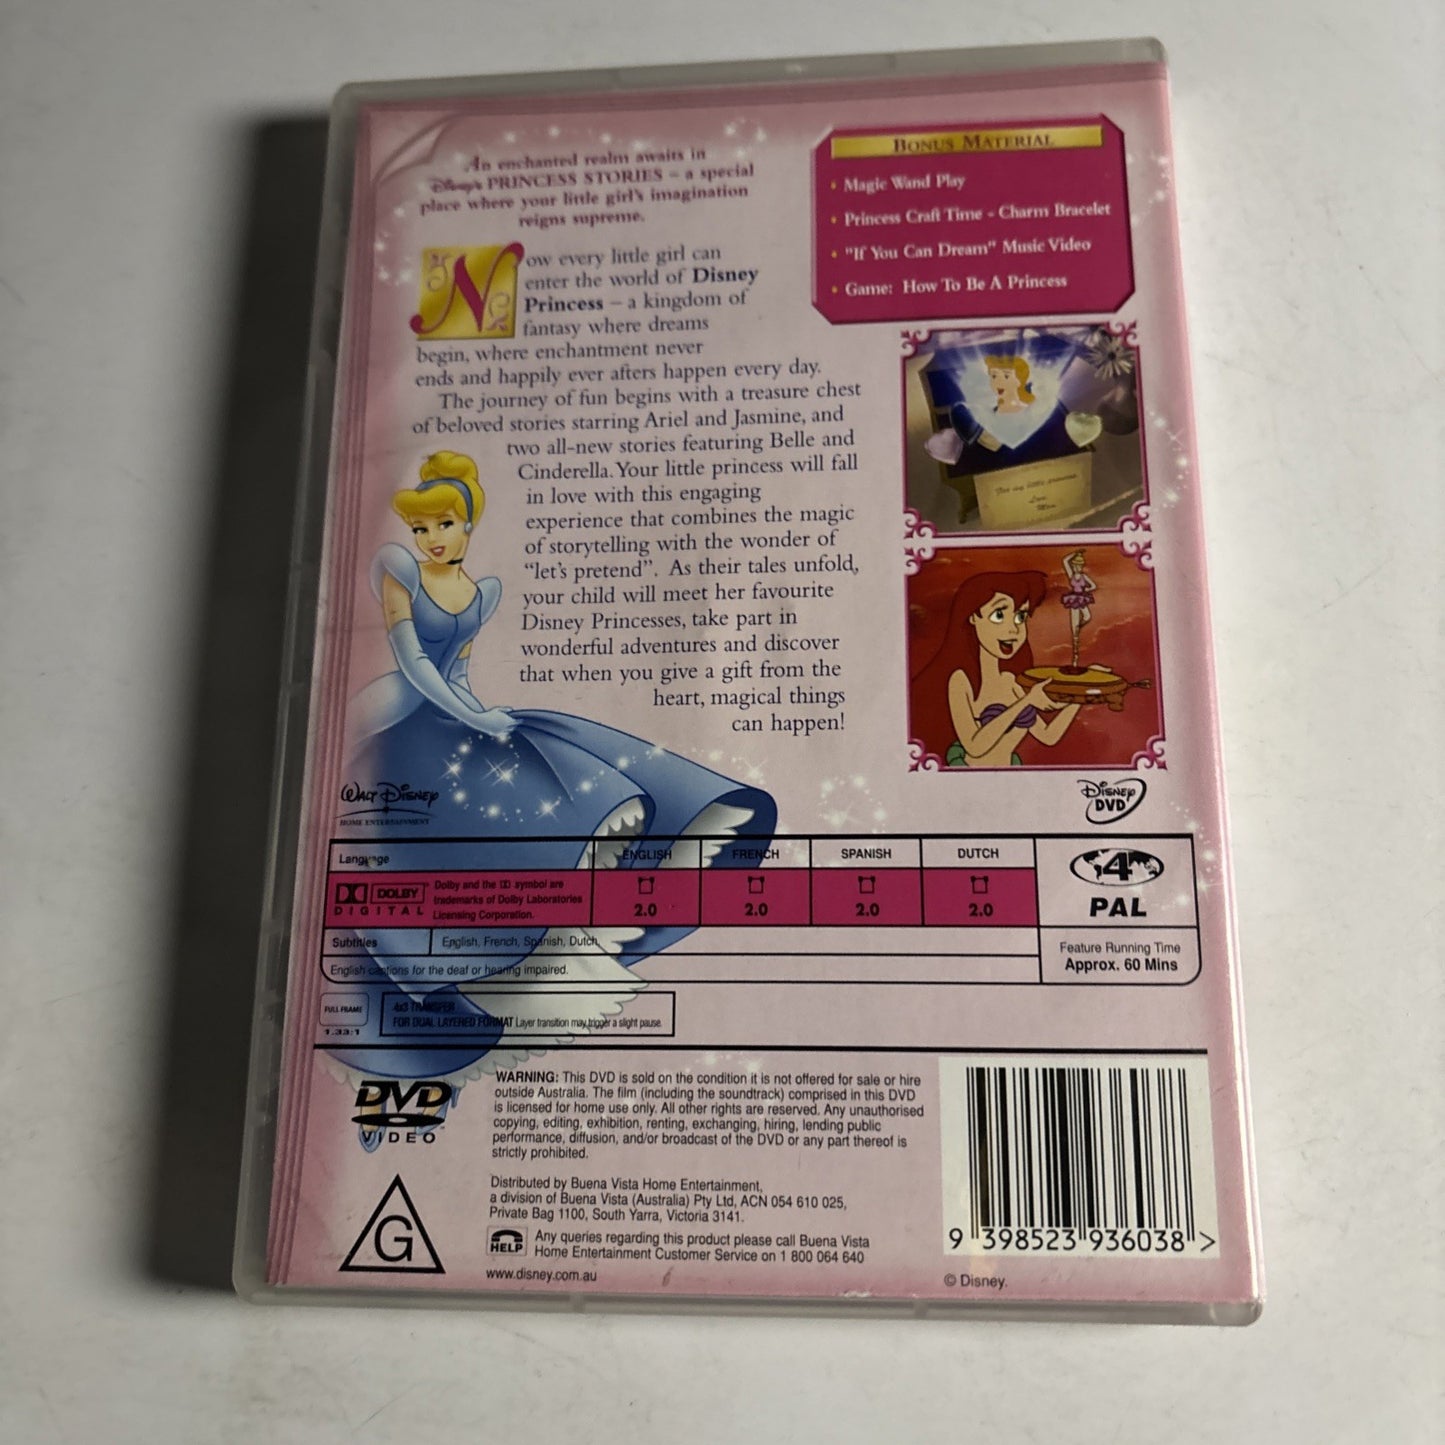 An enchanted realm awaits in
Disney's PRINCESS STORIES – a special
place where your little girl's imagination
reigns supreme.
Now every little girl can
enter the world of Disney
Princess – a kingdom of
fantasy where dreams
begin, where enchantment never
ends and happily ever afters happen every day.
The journey of fun begins with a treasure chest
of beloved stories starring Ariel and Jasmine, and
two all-new stories featuring Belle and
Cinderella. Your little princess will fall
in love with this engaging
experience that combines the magic
of storytelling with the wonder of
“let's pretend”. As their tales unfold,
your child will meet her favourite
Disney Princesses, take part in
wonderful adventures and discover
that when you give a gift from the
heart, magical things
can happen!
BONUS MATERIAL
• Magic Wand Play
• Princess Craft Time - Charm Bracelet
• "If You Can Dream" Music Video
• Game: How To Be A Princess
WALT DISNEY
HOME ENTERTAINMENT
DISNEY
DVD
Language
ENGLISH FRENCH SPANISH DUTCH
DOLBY
DIGITAL
Dolby and the DD symbol are
trademarks of Dolby Laboratories
Licensing Corporation.
2.0 2.0 2.0 2.0
4
PAL
Subtitles English, French, Spanish, Dutch.
English captions for the deaf or hearing impaired.
Feature Running Time
Approx. 60 Mins
FULL FRAME
1.33:1
4x3 TRANSFER
FOR DUAL LAYERED FORMAT Layer transition may trigger a slight pause.
DVD
VIDEO
WARNING: This DVD is sold on the condition it is not offered for sale or hire
outside Australia. The film (including the soundtrack) comprised in this DVD
is licensed for home use only. All other rights are reserved. Any unauthorised
copying, editing, exhibition, renting, exchanging, hiring, lending public
performance, diffusion, and/or broadcast of the DVD or any part thereof is
strictly prohibited.
G
Distributed by Buena Vista Home Entertainment,
a division of Buena Vista (Australia) Pty Ltd, ACN 054 610 025,
Private Bag 1100, South Yarra, Victoria 3141.
HELP
Any queries regarding this product please call Buena Vista
Home Entertainment Customer Service on 1 800 064 640
www.disney.com.au
9 398523 936038 >
© Disney.